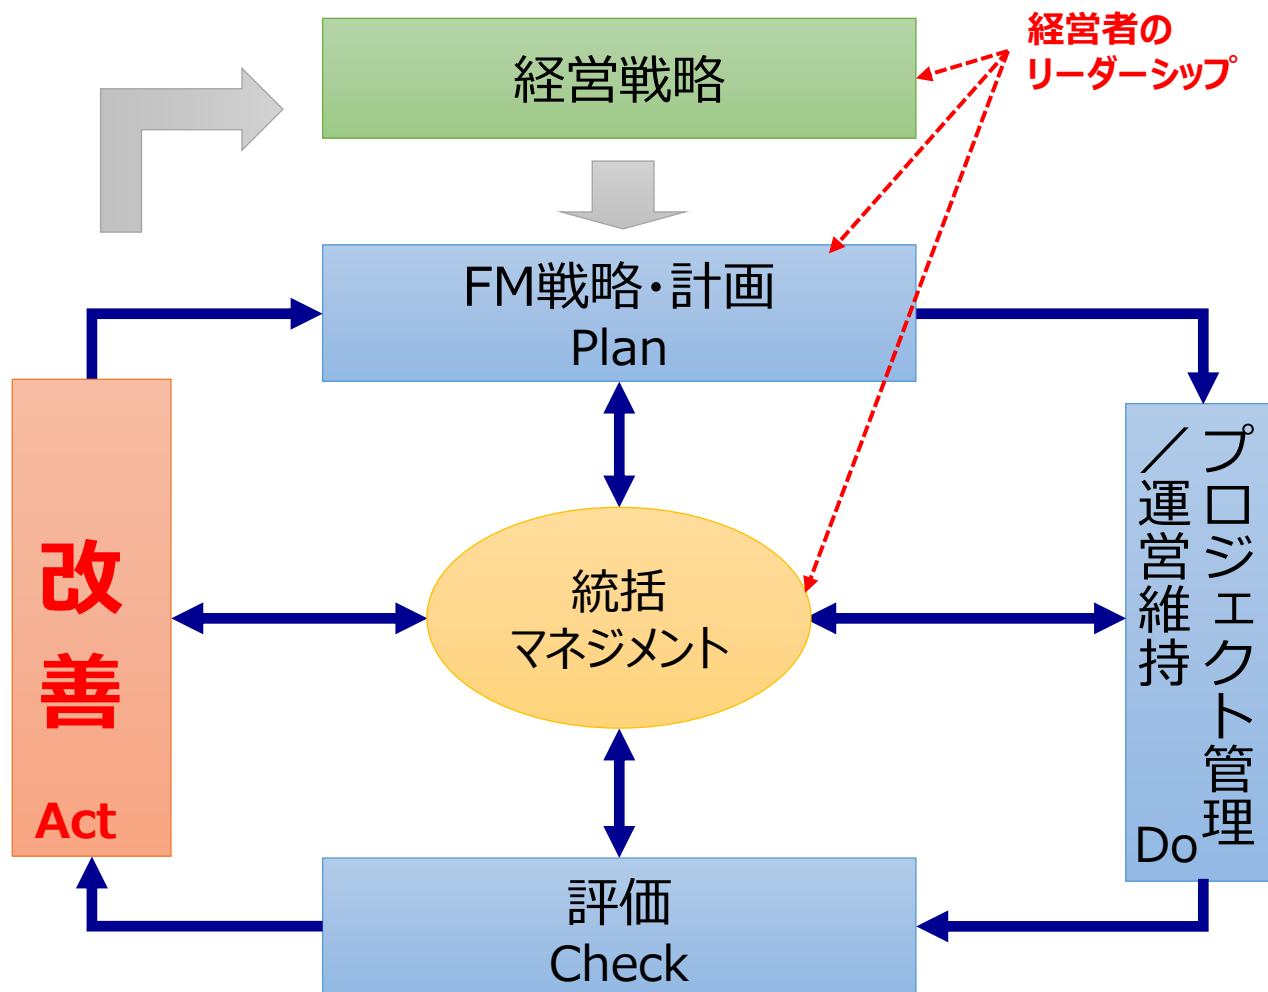 経営戦略
経営者の
リーダーシップ
FM戦略・計画
Plan
プロジェクト管理
／運営維持
Do
統括
マネジメント
改善
Act
評価
Check